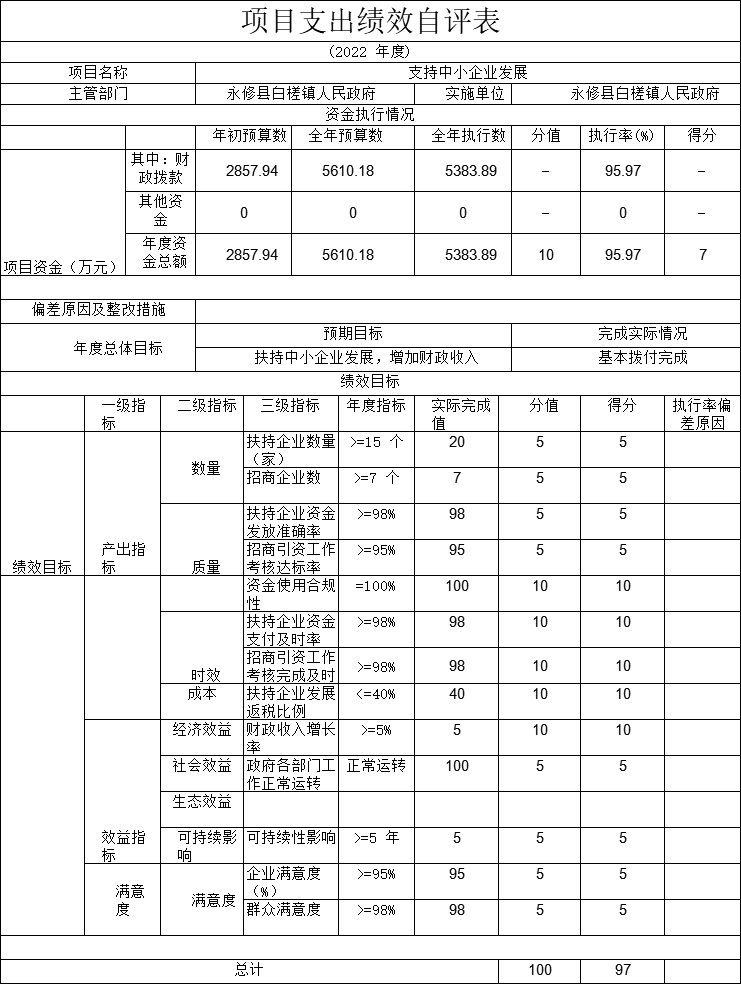 项目支出绩效自评表
(2022 年度)
项目名称 支持中小企业发展
主管部门 永修县白槎镇人民政府 实施单位 永修县白槎镇人民政府
资金执行情况
年初预算数 全年预算数 全年执行数 分值 执行率(%) 得分
项目资金（万元）
其中：财
政拨款
2857.94 5610.18 5383.89 – 95.97 –
其他资
金
0 0 0 – 0 –
年度资
金总额
2857.94 5610.18 5383.89 10 95.97 7
偏差原因及整改措施
年度总体目标
预期目标 完成实际情况
扶持中小企业发展，增加财政收入 基本拨付完成
绩效目标
一级指
标
二级指标 三级指标 年度指标
实际完成
值
分值 得分
执行率偏
差原因
绩效目标
产出指
标
数量
扶持企业数量
（家）
>=15 个 20 5 5
招商企业数 >=7 个 7 5 5
质量
扶持企业资金
发放准确率
>=98% 98 5 5
招商引资工作
考核达标率
>=95% 95 5 5
资金使用合规
性
=100% 100 10 10
时效
扶持企业资金
支付及时率
>=98% 98 10 10
招商引资工作
考核完成及时
>=98% 98 10 10
成本
扶持企业发展
返税比例
<=40% 40 10 10
效益指
标
经济效益
财政收入增长
率
>=5% 5 10 10
社会效益
政府各部门工
作正常运转
正常运转 100 5 5
生态效益
可持续影
响
可持续性影响 >=5 年 5 5 5
满意
度
满意度
企业满意度
（%）
>=95% 95 5 5
群众满意度 >=98% 98 5 5
总计 100 97